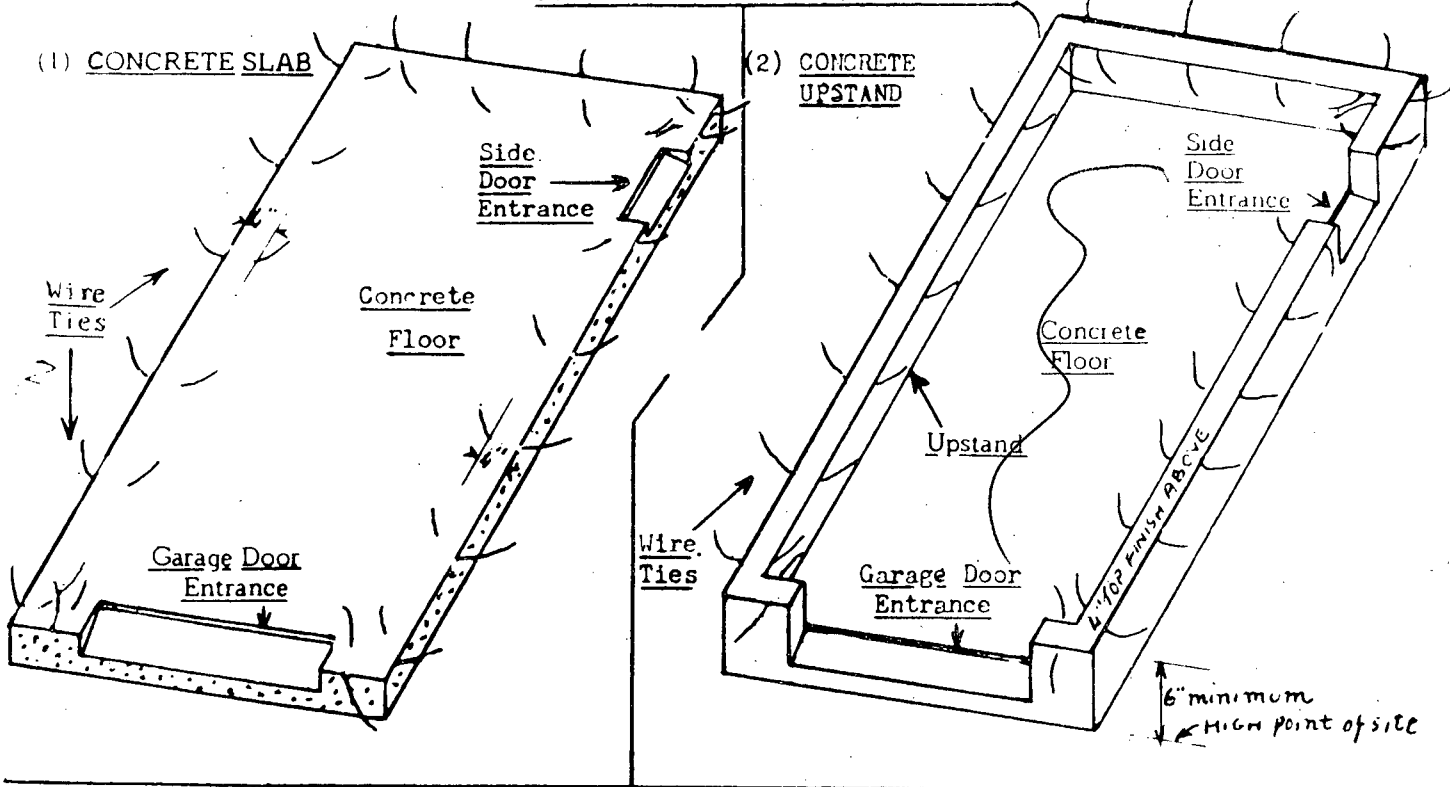 (1) CONCRETE SLAB
Side
Door
Entrance
Wire
Ties
Concrete
Floor
Garage Door
Entrance
(2) CONCRETE
UPSTAND
Side
Door
Entrance
Concrete
Floor
Upstand
Wire
Ties
Garage Door
Entrance
4" TOP FINISH ABOVE
6" minimum
HIGH point of site